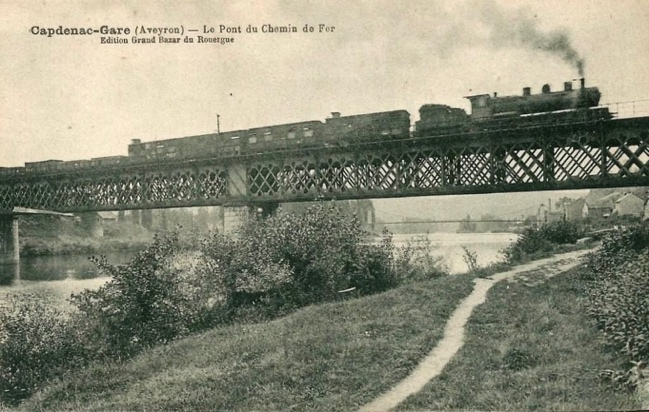 Capdenac-Gare (Aveyron) — Le Pont du Chemin de Fer
Edition Grand Bazar du Rouergue